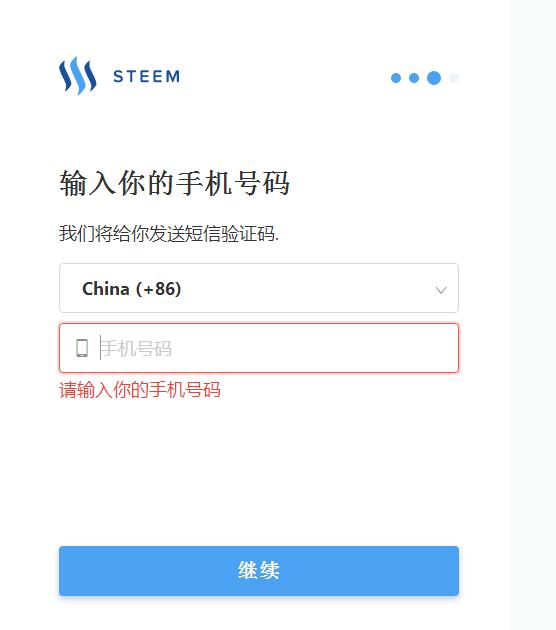 STEEM
输入你的手机号码
我们将给你发送短信验证码.
China (+86)
手机号码
请输入你的手机号码
继续